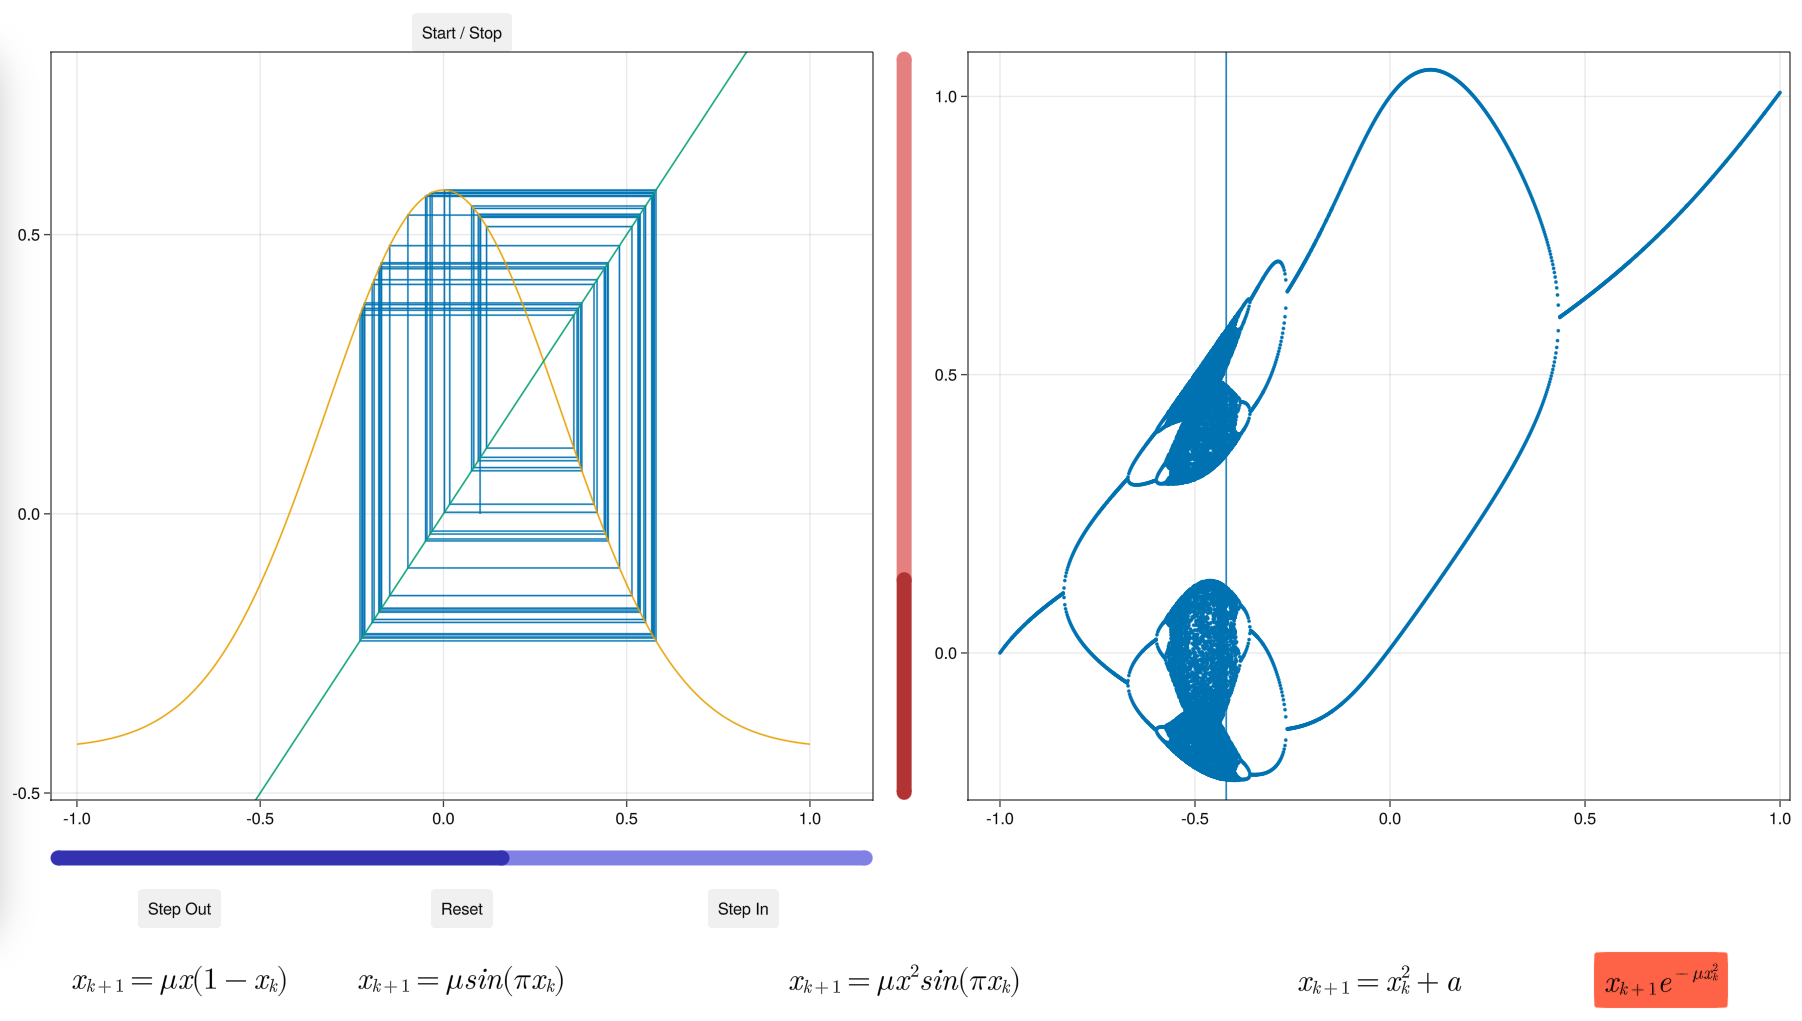 Start / Stop
0.5
0.0
-0.5
-1.0 -0.5 0.0 0.5 1.0
1.0
0.5
0.0
-1.0 -0.5 0.0 0.5 1.0
Step Out Reset Step In
x_{k+1} = μx(1 − x_k)
x_{k+1} = μsin(πx_k)
x_{k+1} = μx^2sin(πx_k)
x_{k+1} = x_k^2 + a
x_{k+1}e^{−μx_k^2}